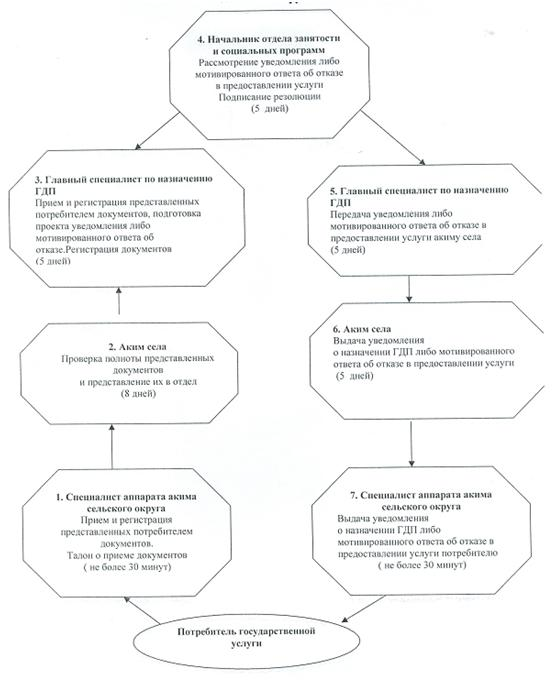 4. Начальник отдела занятости
и социальных программ
Рассмотрение уведомления либо
мотивированного ответа об отказе
в предоставлении услуги
Подписание резолюции
(5 дней)
3. Главный специалист по назначению
ГДП
Прием и регистрация представленных
потребителем документов, подготовка
проекта уведомления либо
мотивированного ответа об
отказе.Регистрация документов
(5 дней)
5. Главный специалист по назначению
ГДП
Передача уведомления либо
мотивированного ответа об отказе в
предоставлении услуги акиму села
(5 дней)
2. Аким села
Проверка полноты представленных
документов
и представление их в отдел
(8 дней)
6. Аким села
Выдача уведомления
о назначении ГДП либо мотивированного
ответа об отказе в предоставлении услуги
(5 дней)
1. Специалист аппарата акима
сельского округа
Прием и регистрация
представленных потребителем
документов.
Талон о приеме документов
( не более 30 минут)
7. Специалист аппарата акима
сельского округа
Выдача уведомления
о назначении ГДП либо
мотивированного ответа об отказе в
предоставлении услуги потребителю
( не более 30 минут)
Потребитель государственной
услуги